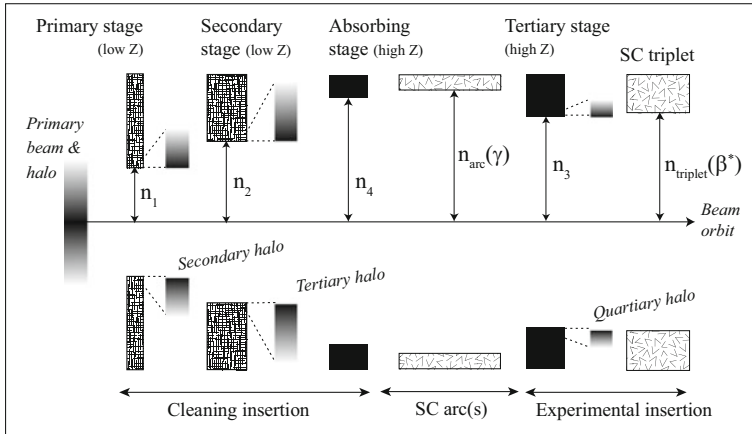 Primary stage
(low Z)
Secondary
stage (low Z)
Absorbing
stage (high Z)
Tertiary stage
(high Z)
SC triplet
Primary
beam &
halo
n1
n2
n4
narc(γ)
n3
ntriplet(β*)
Beam
orbit
Secondary halo
Tertiary halo
Quartiary halo
Cleaning insertion
SC arc(s)
Experimental insertion